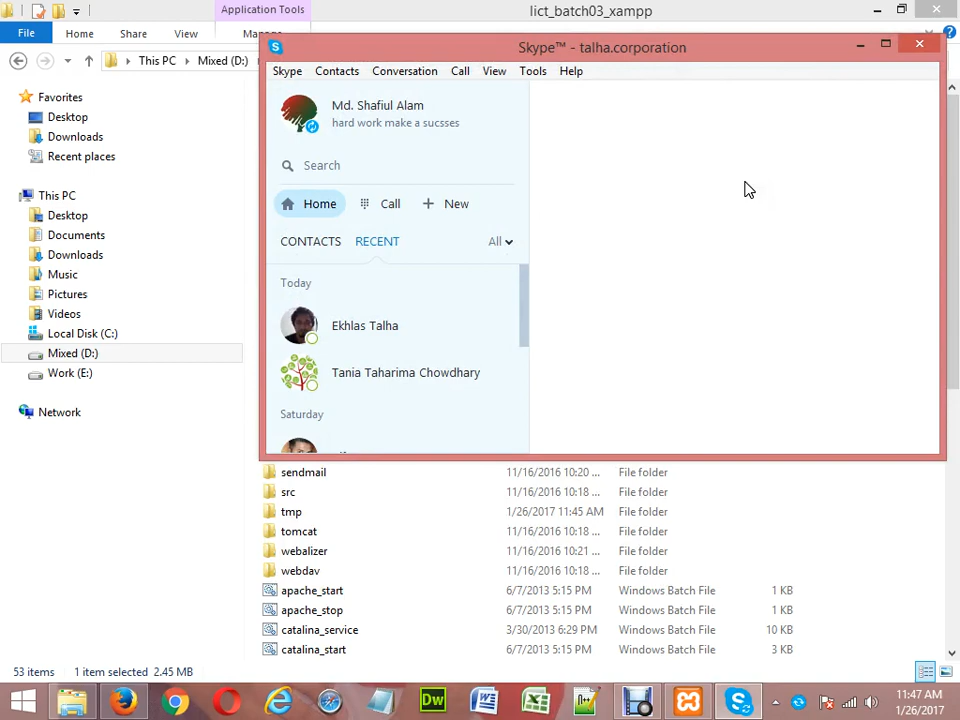 Application Tools
lict_batch03_xampp
File Home Share View
This PC Mixed (D:)
Skype™ - talha.corporation
Skype Contacts Conversation Call View Tools Help
Md. Shafiul Alam
hard work make a sucsses
Search
Home Call New
CONTACTS RECENT All
Today
Ekhlas Talha
Tania Taharima Chowdhary
Saturday
Favorites
Desktop
Downloads
Recent places
This PC
Desktop
Documents
Downloads
Music
Pictures
Videos
Local Disk (C:)
Mixed (D:)
Work (E:)
Network
sendmail 11/16/2016 10:20 ... File folder
src 11/16/2016 10:18 ... File folder
tmp 1/26/2017 11:45 AM File folder
tomcat 11/16/2016 10:18 ... File folder
webalizer 11/16/2016 10:21 ... File folder
webdav 11/16/2016 10:18 ... File folder
apache_start 6/7/2013 5:15 PM Windows Batch File 1 KB
apache_stop 6/7/2013 5:15 PM Windows Batch File 1 KB
catalina_service 3/30/2013 6:29 PM Windows Batch File 10 KB
catalina_start 6/7/2013 5:15 PM Windows Batch File 3 KB
53 items 1 item selected 2.45 MB
Dw
11:47 AM
1/26/2017